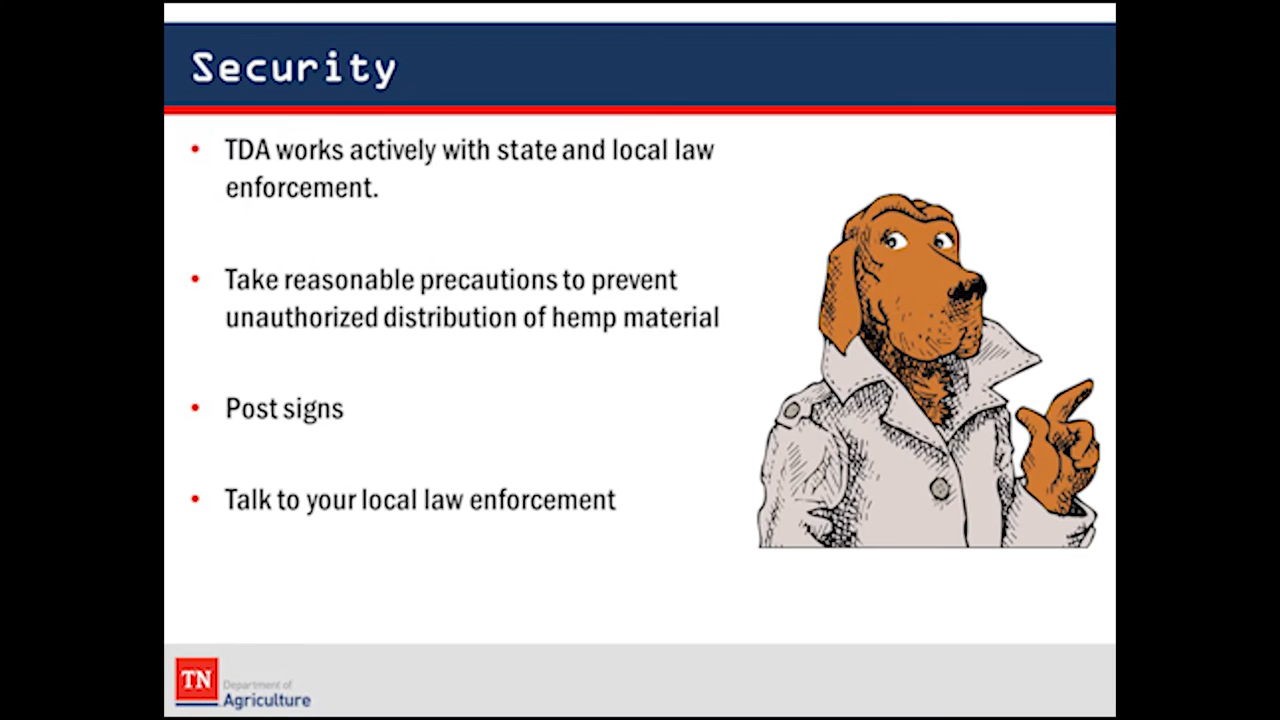 Security
• TDA works actively with state and local law
enforcement.
• Take reasonable precautions to prevent
unauthorized distribution of hemp material
• Post signs
• Talk to your local law enforcement
TN
Department of
Agriculture